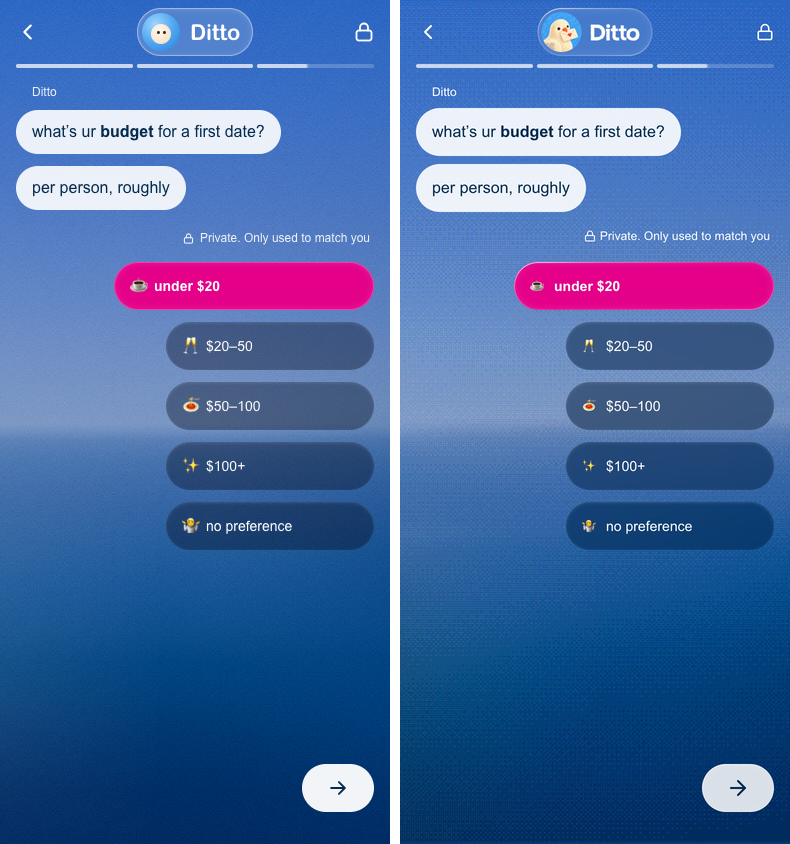 Ditto
Ditto
what's ur budget for a first date?
per person, roughly
Private. Only used to match you
☕ under $20
🥂 $20–50
🍝 $50–100
✨ $100+
🤷 no preference
Ditto
Ditto
what's ur budget for a first date?
per person, roughly
Private. Only used to match you
☕ under $20
🥂 $20–50
🍝 $50–100
✨ $100+
🤷 no preference